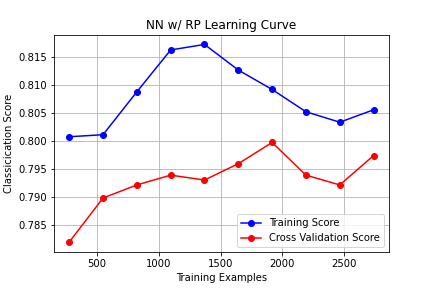 NN w/ RP Learning Curve
Classicication Score
0.815
0.810
0.805
0.800
0.795
0.790
0.785
500 1000 1500 2000 2500
Training Examples
Training Score
Cross Validation Score